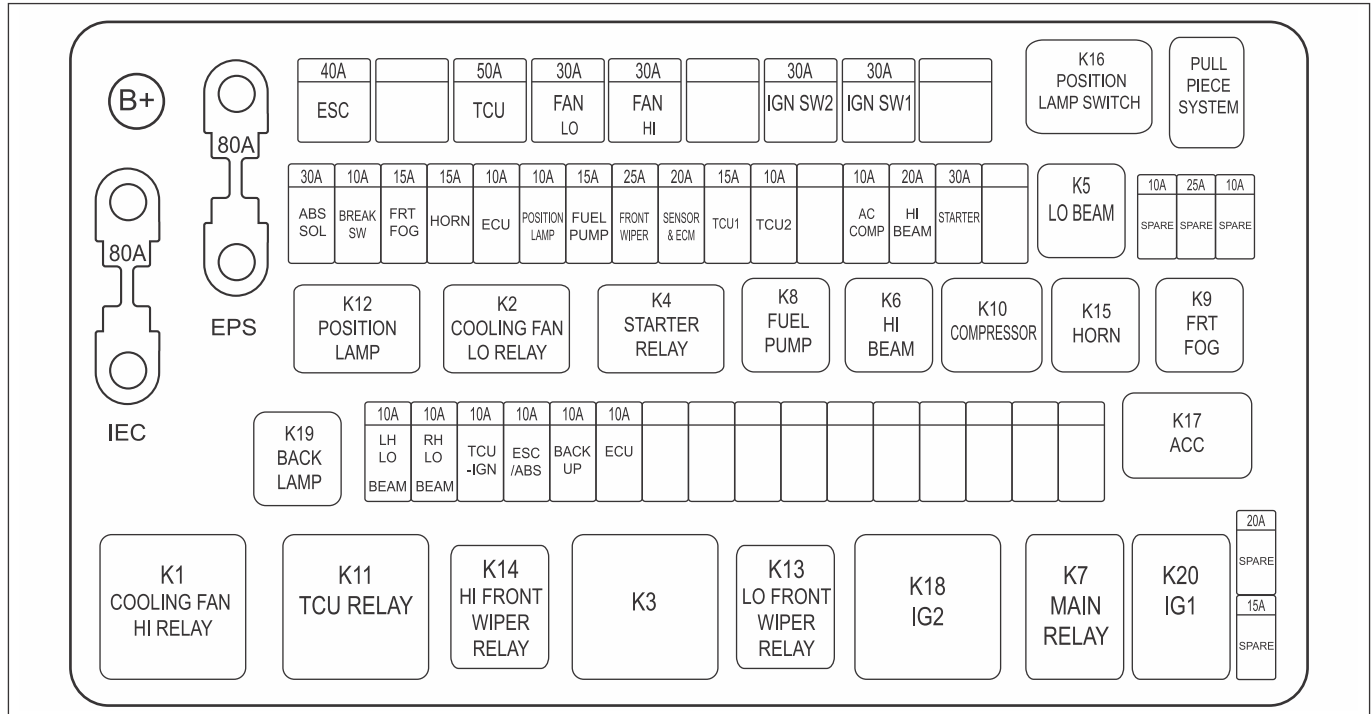 B+
80A
EPS
80A
IEC
40A
ESC
50A
TCU
30A
FAN
LO
30A
FAN
HI
30A
IGN SW2
30A
IGN SW1
K16
POSITION
LAMP SWITCH
PULL
PIECE
SYSTEM
30A
ABS
SOL
10A
BREAK
SW
15A
FRT
FOG
15A
HORN
10A
ECU
10A
POSITION
LAMP
15A
FUEL
PUMP
25A
FRONT
WIPER
20A
SENSOR
& ECM
15A
TCU1
10A
TCU2
10A
AC
COMP
20A
HI
BEAM
30A
STARTER
K5
LO BEAM
10A
SPARE
25A
SPARE
10A
SPARE
K12
POSITION
LAMP
K2
COOLING FAN
LO RELAY
K4
STARTER
RELAY
K8
FUEL
PUMP
K6
HI
BEAM
K10
COMPRESSOR
K15
HORN
K9
FRT
FOG
K19
BACK
LAMP
10A
LH
LO
BEAM
10A
RH
LO
BEAM
10A
TCU
-IGN
10A
ESC
/ABS
10A
BACK
UP
10A
ECU
K17
ACC
K1
COOLING FAN
HI RELAY
K11
TCU RELAY
K14
HI FRONT
WIPER
RELAY
K3
K13
LO FRONT
WIPER
RELAY
K18
IG2
K7
MAIN
RELAY
K20
IG1
20A
SPARE
15A
SPARE